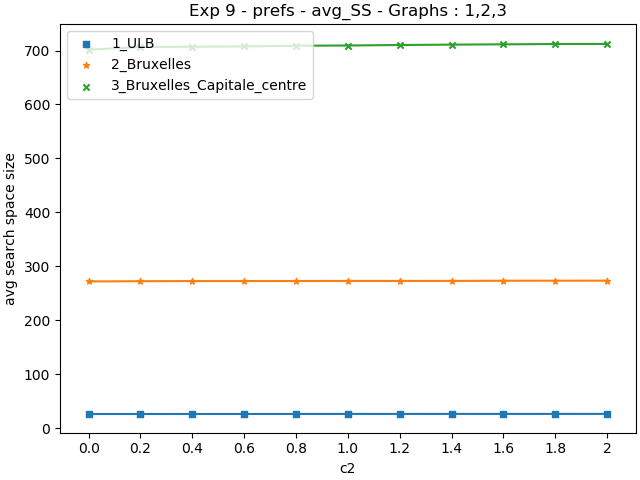 Exp 9 - prefs - avg_SS - Graphs : 1,2,3
1_ULB
2_Bruxelles
3_Bruxelles_Capitale_centre
avg search space size
700
600
500
400
300
200
100
0
0.0 0.2 0.4 0.6 0.8 1.0 1.2 1.4 1.6 1.8 2
c2